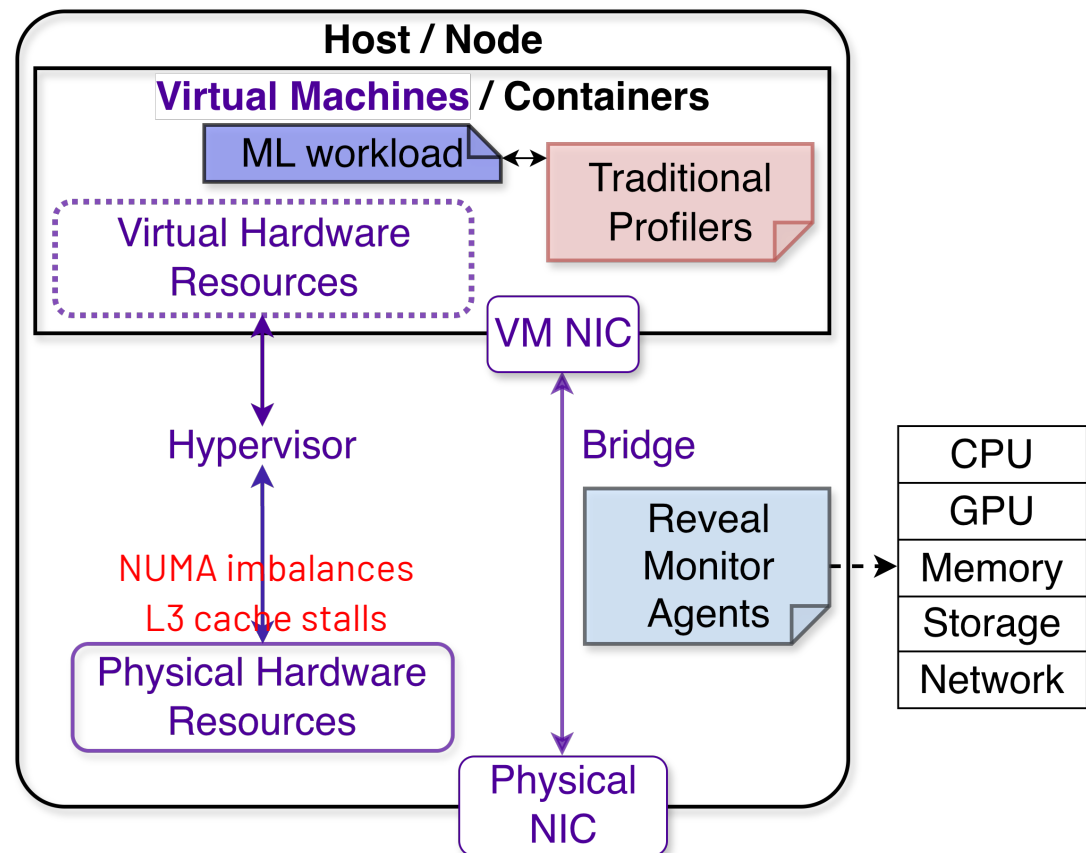 Host / Node
Virtual Machines / Containers
ML workload
Traditional
Profilers
Virtual Hardware
Resources
VM NIC
Hypervisor
Bridge
NUMA imbalances
L3 cache stalls
Physical Hardware
Resources
Reveal
Monitor
Agents
CPU
GPU
Memory
Storage
Network
Physical
NIC